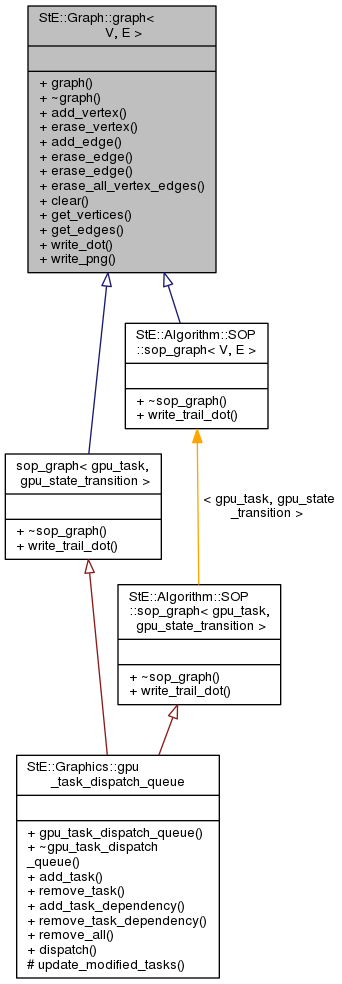 StE::Graph::graph<
V, E >
+ graph()
+ ~graph()
+ add_vertex()
+ erase_vertex()
+ add_edge()
+ erase_edge()
+ erase_edge()
+ erase_all_vertex_edges()
+ clear()
+ get_vertices()
+ get_edges()
+ write_dot()
+ write_png()
StE::Algorithm::SOP
::sop_graph< V, E >
+ ~sop_graph()
+ write_trail_dot()
sop_graph< gpu_task,
gpu_state_transition >
+ ~sop_graph()
+ write_trail_dot()
< gpu_task, gpu_state
_transition >
StE::Algorithm::SOP
::sop_graph< gpu_task,
gpu_state_transition >
+ ~sop_graph()
+ write_trail_dot()
StE::Graphics::gpu
_task_dispatch_queue
+ gpu_task_dispatch_queue()
+ ~gpu_task_dispatch
_queue()
+ add_task()
+ remove_task()
+ add_task_dependency()
+ remove_task_dependency()
+ remove_all()
+ dispatch()
# update_modified_tasks()